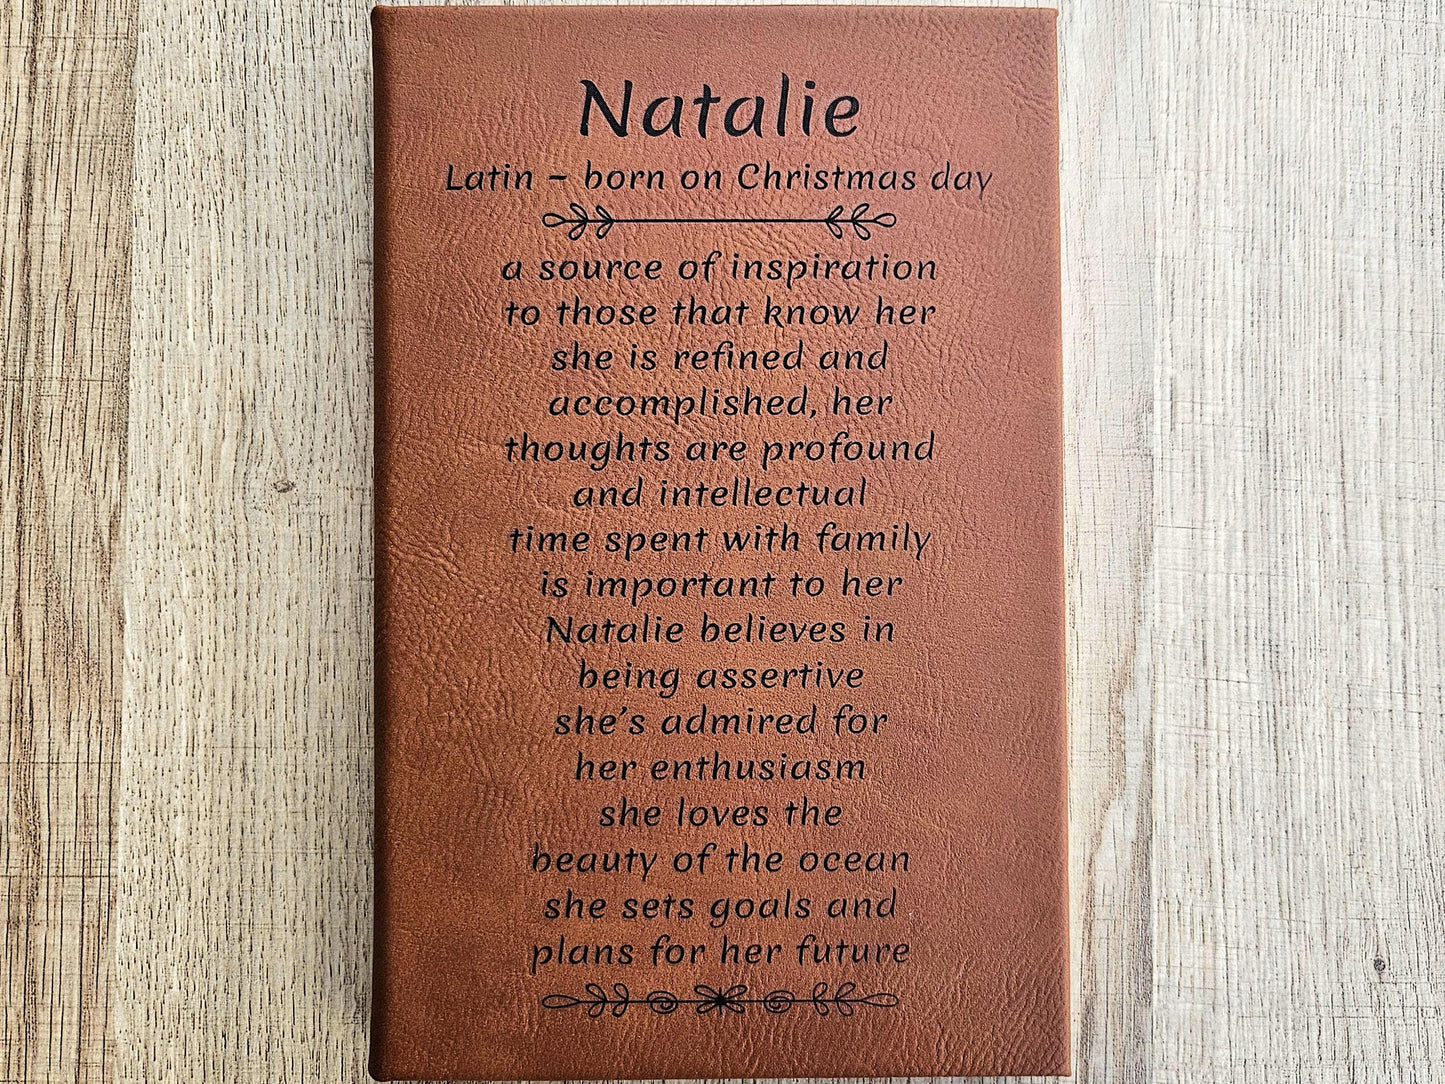 Natalie
Latin – born on Christmas day
a source of inspiration
to those that know her
she is refined and
accomplished, her
thoughts are profound
and intellectual
time spent with family
is important to her
Natalie believes in
being assertive
she’s admired for
her enthusiasm
she loves the
beauty of the ocean
she sets goals and
plans for her future